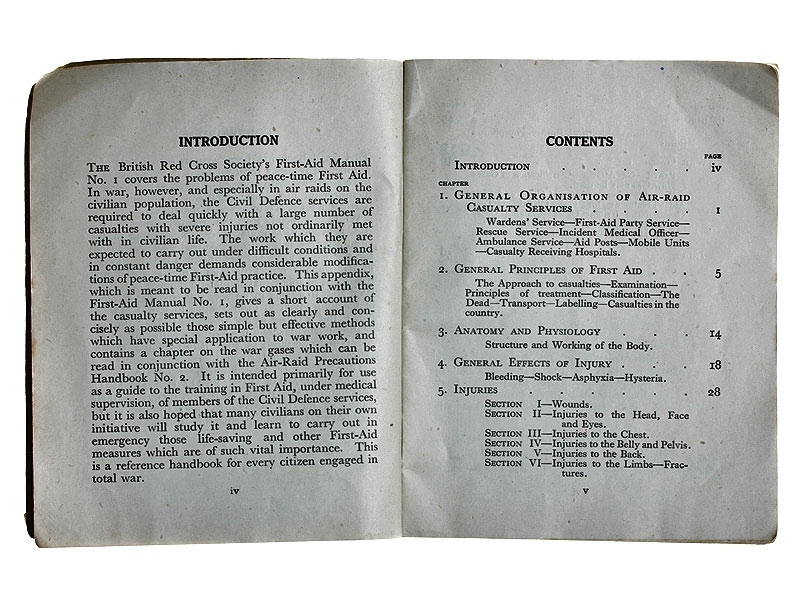 INTRODUCTION
THE British Red Cross Society's First-Aid Manual
No. 1 covers the problems of peace-time First Aid.
In war, however, and especially in air raids on the
civilian population, the Civil Defence services are
required to deal quickly with a large number of
casualties with severe injuries not ordinarily met
with in civilian life. The work which they are
expected to carry out under difficult conditions and
in constant danger demands considerable modifica-
tions of peace-time First-Aid practice. This appendix,
which is meant to be read in conjunction with the
First-Aid Manual No. 1, gives a short account of
the casualty services, sets out as clearly and con-
cisely as possible those simple but effective methods
which have special application to war work, and
contains a chapter on the war gases which can be
read in conjunction with the Air-Raid Precautions
Handbook No. 2. It is intended primarily for use
as a guide to the training in First Aid, under medical
supervision, of members of the Civil Defence services,
but it is also hoped that many civilians on their own
initiative will study it and learn to carry out in
emergency those life-saving and other First-Aid
measures which are of such vital importance. This
is a reference handbook for every citizen engaged in
total war.
iv
CONTENTS
PAGE
INTRODUCTION . . . . . iv
CHAPTER
1. GENERAL ORGANISATION OF AIR-RAID
CASUALTY SERVICES . . . . 1
Wardens' Service—First-Aid Party Service—
Rescue Service—Incident Medical Officer—
Ambulance Service—Aid Posts—Mobile Units
—Casualty Receiving Hospitals.
2. GENERAL PRINCIPLES OF FIRST AID . . 5
The Approach to casualties—Examination—
Principles of treatment—Classification—The
Dead—Transport—Labelling—Casualties in the
country.
3. ANATOMY AND PHYSIOLOGY . . . 14
Structure and Working of the Body.
4. GENERAL EFFECTS OF INJURY . . . 18
Bleeding—Shock—Asphyxia—Hysteria.
5. INJURIES . . . . . . 28
SECTION I—Wounds.
SECTION II—Injuries to the Head, Face
and Eyes.
SECTION III—Injuries to the Chest.
SECTION IV—Injuries to the Belly and Pelvis.
SECTION V—Injuries to the Back.
SECTION VI—Injuries to the Limbs—Frac-
tures.
v